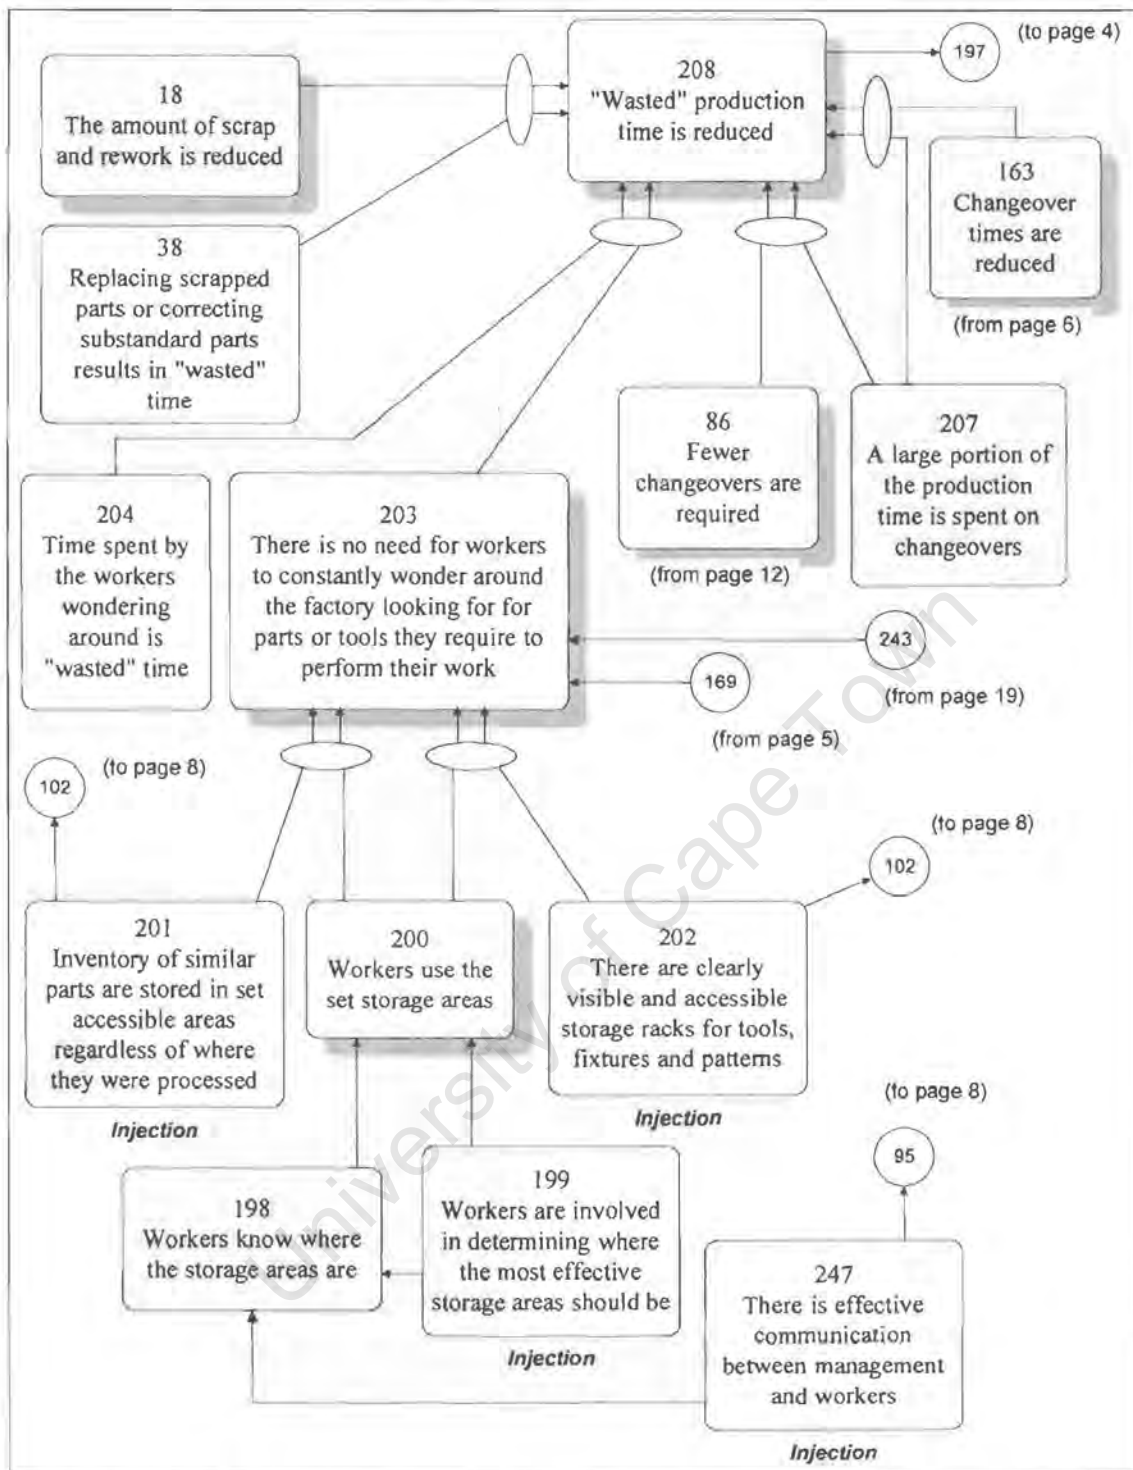 (to page 4)
197
208
"Wasted" production
time is reduced
18
The amount of scrap
and rework is reduced
163
Changeover
times are
reduced
(from page 6)
38
Replacing scrapped
parts or correcting
substandard parts
results in "wasted"
time
86
Fewer
changeovers are
required
(from page 12)
207
A large portion of
the production
time is spent on
changeovers
204
Time spent by
the workers
wondering
around is
"wasted" time
203
There is no need for workers
to constantly wonder around
the factory looking for for
parts or tools they require to
perform their work
243
(from page 19)
169
(from page 5)
(to page 8)
102
(to page 8)
102
201
Inventory of similar
parts are stored in set
accessible areas
regardless of where
they were processed
Injection
200
Workers use the
set storage areas
202
There are clearly
visible and accessible
storage racks for tools,
fixtures and patterns
Injection
(to page 8)
95
198
Workers know where
the storage areas are
199
Workers are involved
in determining where
the most effective
storage areas should be
Injection
247
There is effective
communication
between management
and workers
Injection
University of Cape Town